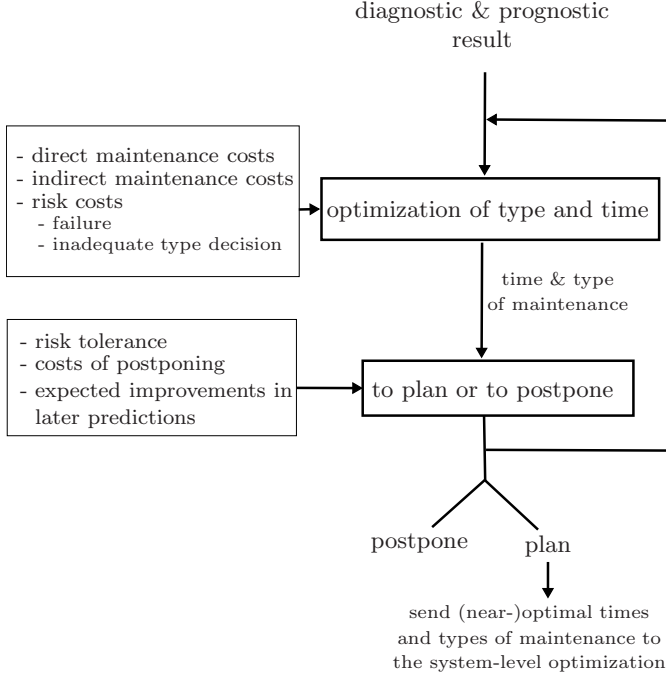 diagnostic & prognostic
result
- direct maintenance costs
- indirect maintenance costs
- risk costs
- failure
- inadequate type decision
optimization of type and time
time & type
of maintenance
- risk tolerance
- costs of postponing
- expected improvements in
later predictions
to plan or to postpone
postpone
plan
send (near-)optimal times
and types of maintenance to
the system-level optimization